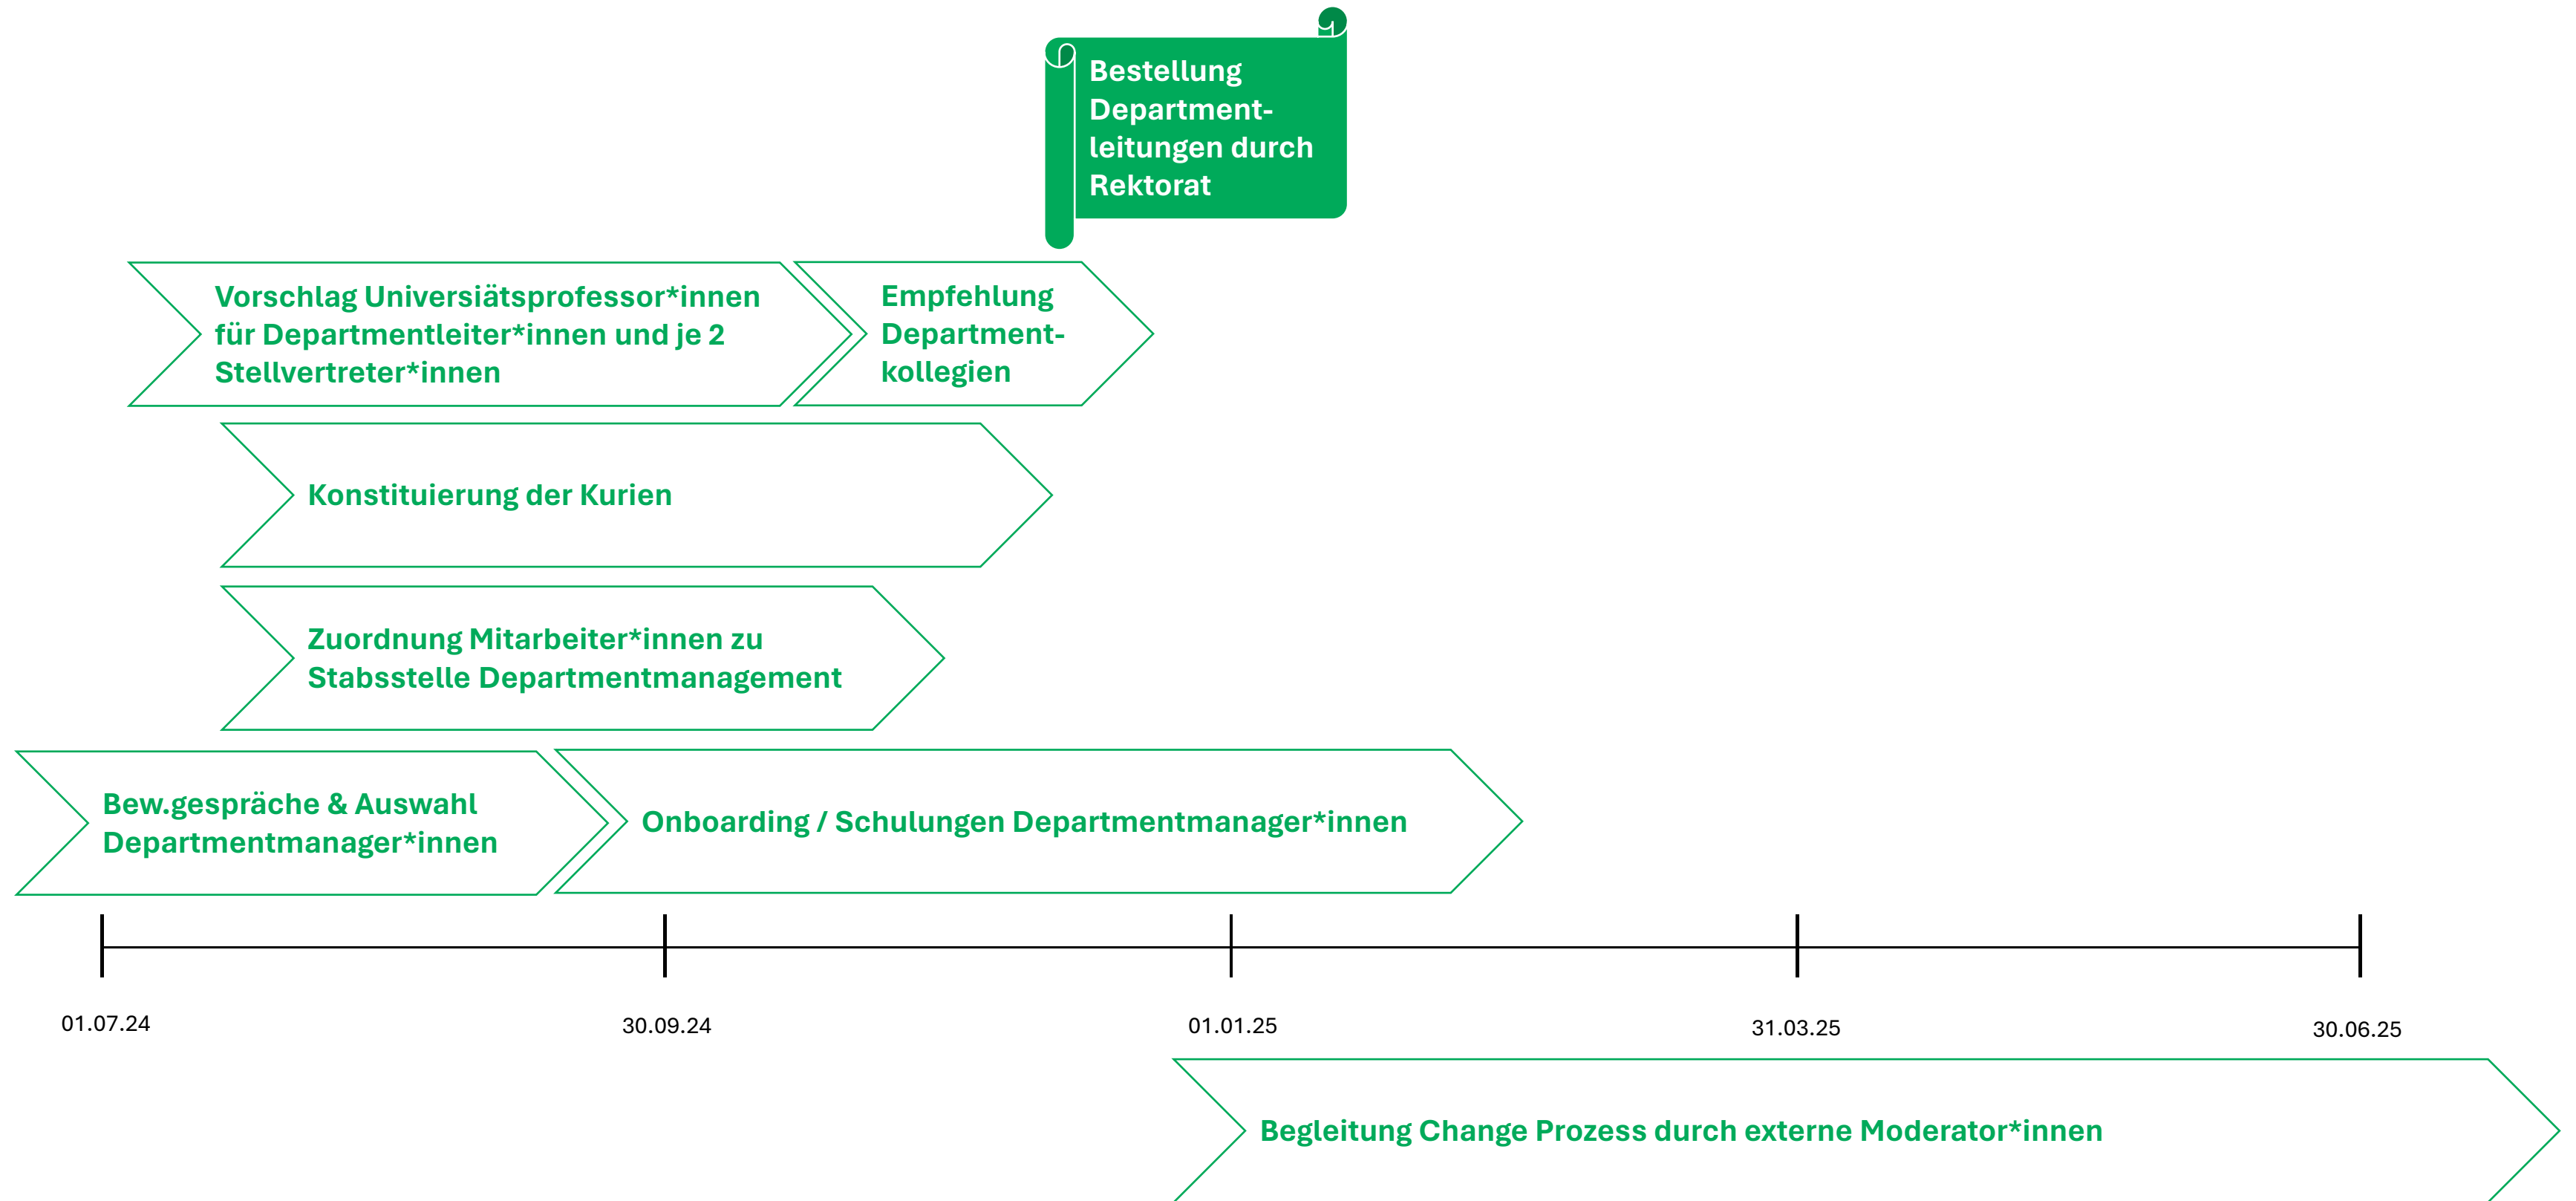 Bestellung
Department-
leitungen durch
Rektorat
Vorschlag Universiätsprofessor*innen
für Departmentleiter*innen und je 2
Stellvertreter*innen
Empfehlung
Department-
kollegien
Konstituierung der Kurien
Zuordnung Mitarbeiter*innen zu
Stabsstelle Departmentmanagement
Bew.gespräche & Auswahl
Departmentmanager*innen
Onboarding / Schulungen Departmentmanager*innen
01.07.24
30.09.24
01.01.25
31.03.25
30.06.25
Begleitung Change Prozess durch externe Moderator*innen